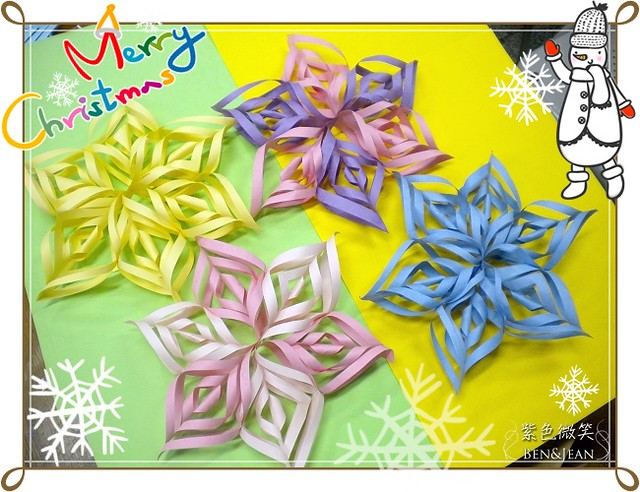 Merry
Christmas
紫色微笑
BEN&JEAN